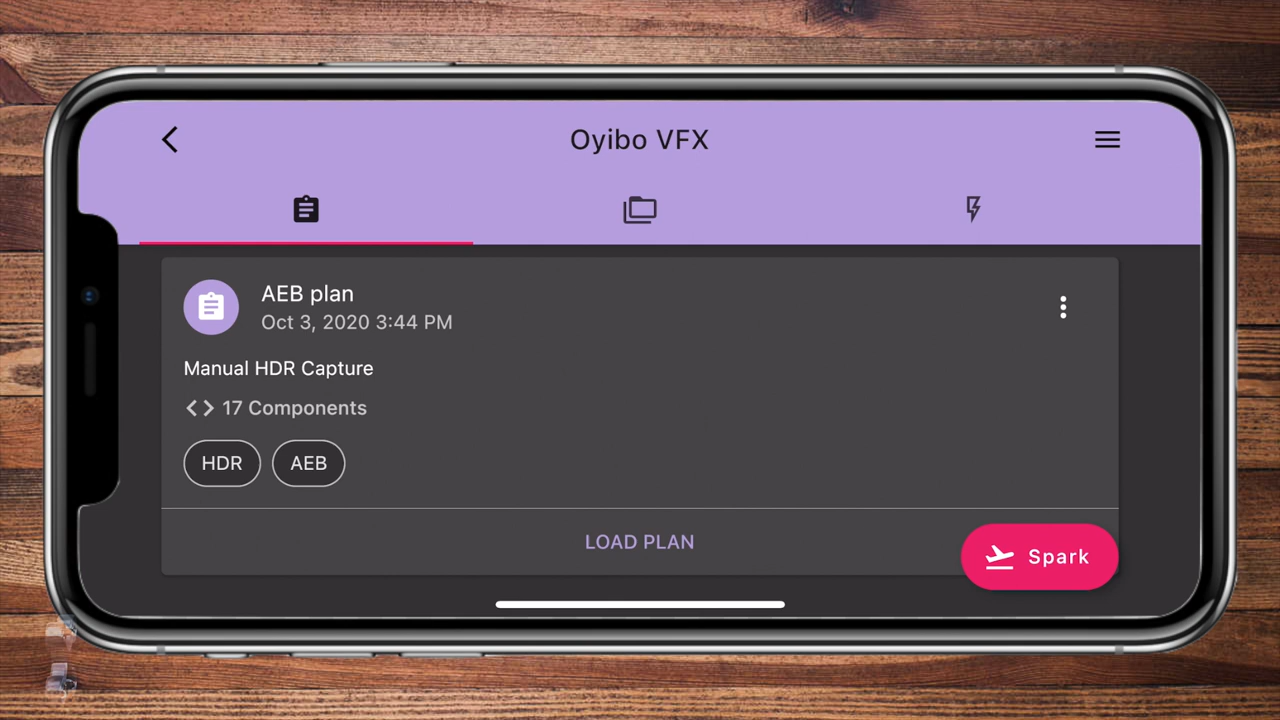 Oyibo VFX
AEB plan
Oct 3, 2020 3:44 PM
Manual HDR Capture
<> 17 Components
HDR
AEB
LOAD PLAN
Spark